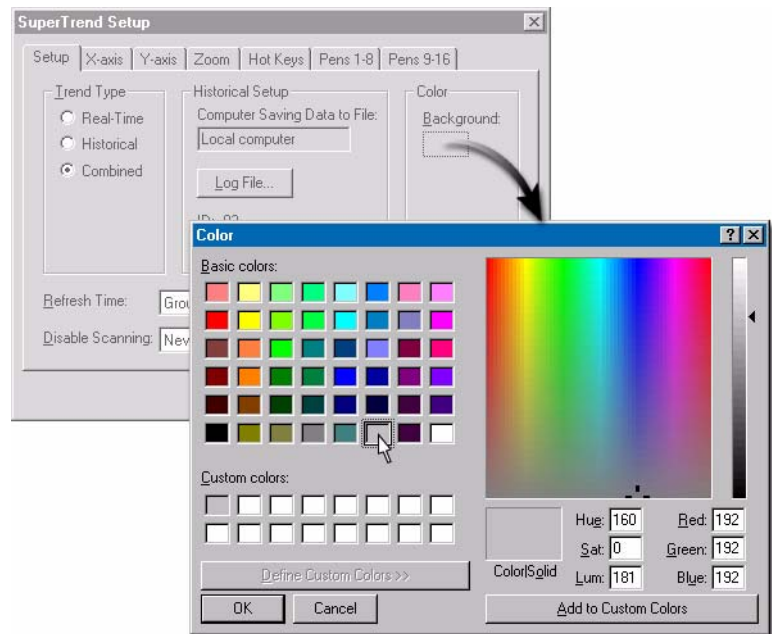 SuperTrend Setup
Setup X-axis Y-axis Zoom Hot Keys Pens 1-8 Pens 9-16
Trend Type
Real-Time
Historical
Combined
Historical Setup
Computer Saving Data to File:
Local computer
Log File...
Color
Background:
Refresh Time:
Disable Scanning:
Color
Basic colors:
Custom colors:
Define Custom Colors >>
OK Cancel
Color|Solid
Hue: 160 Red: 192
Sat: 0 Green: 192
Lum: 181 Blue: 192
Add to Custom Colors